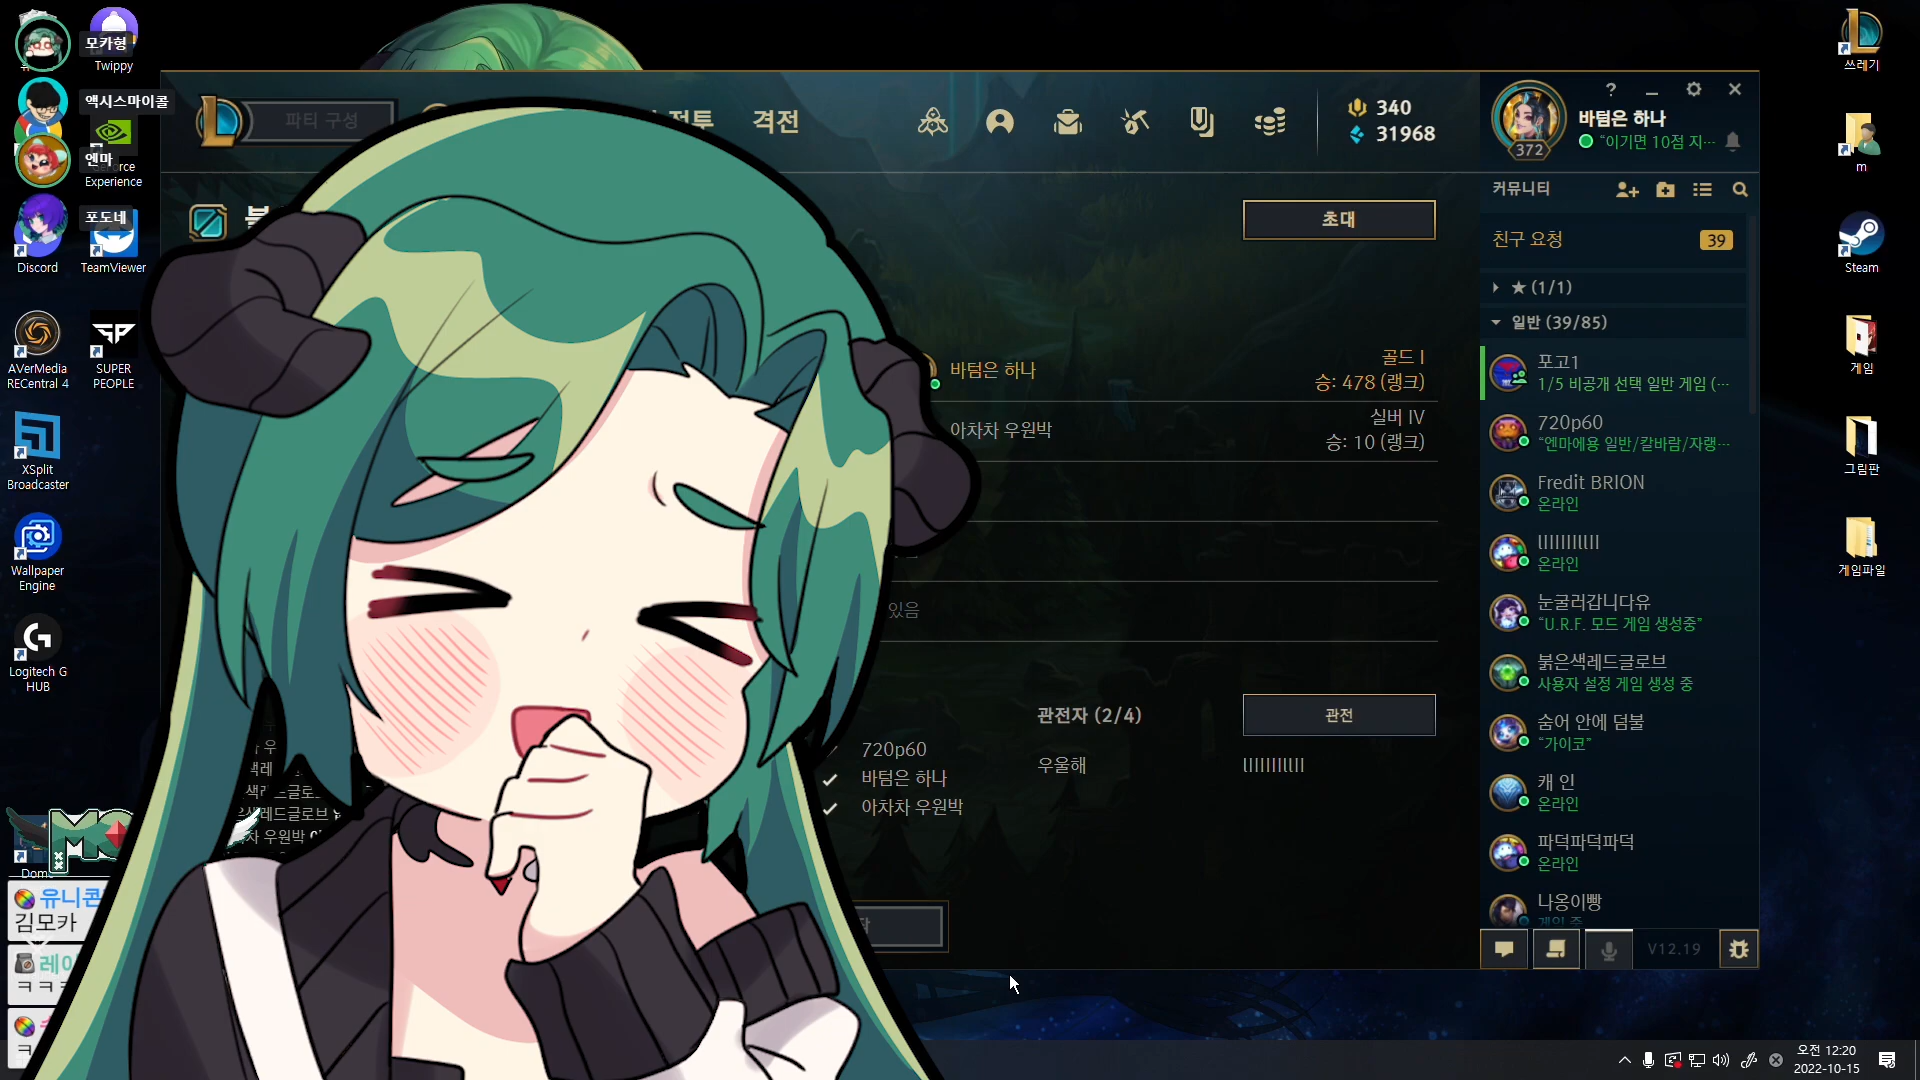 모카형
Twippy
액시스마이콜
엔마
Experience
포도네
Discord
TeamViewer
AVerMedia
RECentral 4
SUPER
PEOPLE
XSplit
Broadcaster
Wallpaper
Engine
Logitech G
HUB
유니콘
김모카
파티 구성
격전
340
31968
372
바텀은 하나
“이기면 10점 지…
초대
바텀은 하나
골드 I
승: 478 (랭크)
아차차 우원박
실버 IV
승: 10 (랭크)
있음
관전자 (2/4)
관전
720p60
바텀은 하나
아차차 우원박
우울해
커뮤니티
친구 요청
39
★ (1/1)
일반 (39/85)
포고1
1/5 비공개 선택 일반 게임 (…
720p60
“엔마에용 일반/칼바람/자랭…
Fredit BRION
온라인
온라인
눈굴러갑니다유
“U.R.F. 모드 게임 생성중”
붉은색레드글로브
사용자 설정 게임 생성 중
숨어 안에 덤불
“가이코”
캐 인
온라인
파덕파덕파덕
온라인
나옹이빵
V12.19
쓰레기
m
Steam
게임
그림판
게임파일
오전 12:20
2022-10-15